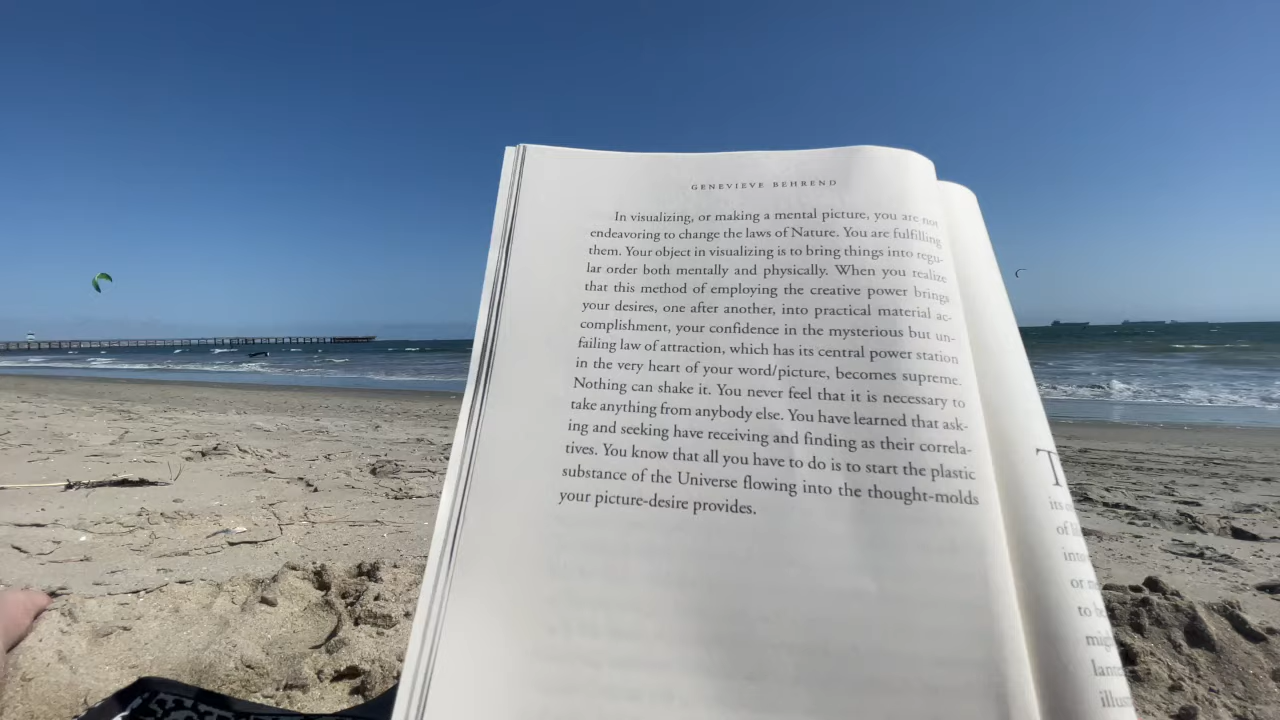 GENEVIEVE BEHREND
In visualizing, or making a mental picture, you are not
endeavoring to change the laws of Nature. You are fulfilling
them. Your object in visualizing is to bring things into regu-
lar order both mentally and physically. When you realize
that this method of employing the creative power brings
your desires, one after another, into practical material ac-
complishment, your confidence in the mysterious but un-
failing law of attraction, which has its central power station
in the very heart of your word/picture, becomes supreme.
Nothing can shake it. You never feel that it is necessary to
take anything from anybody else. You have learned that ask-
ing and seeking have receiving and finding as their correla-
tives. You know that all you have to do is to start the plastic
substance of the Universe flowing into the thought-molds
your picture-desire provides.
T
its
of
into
or
to